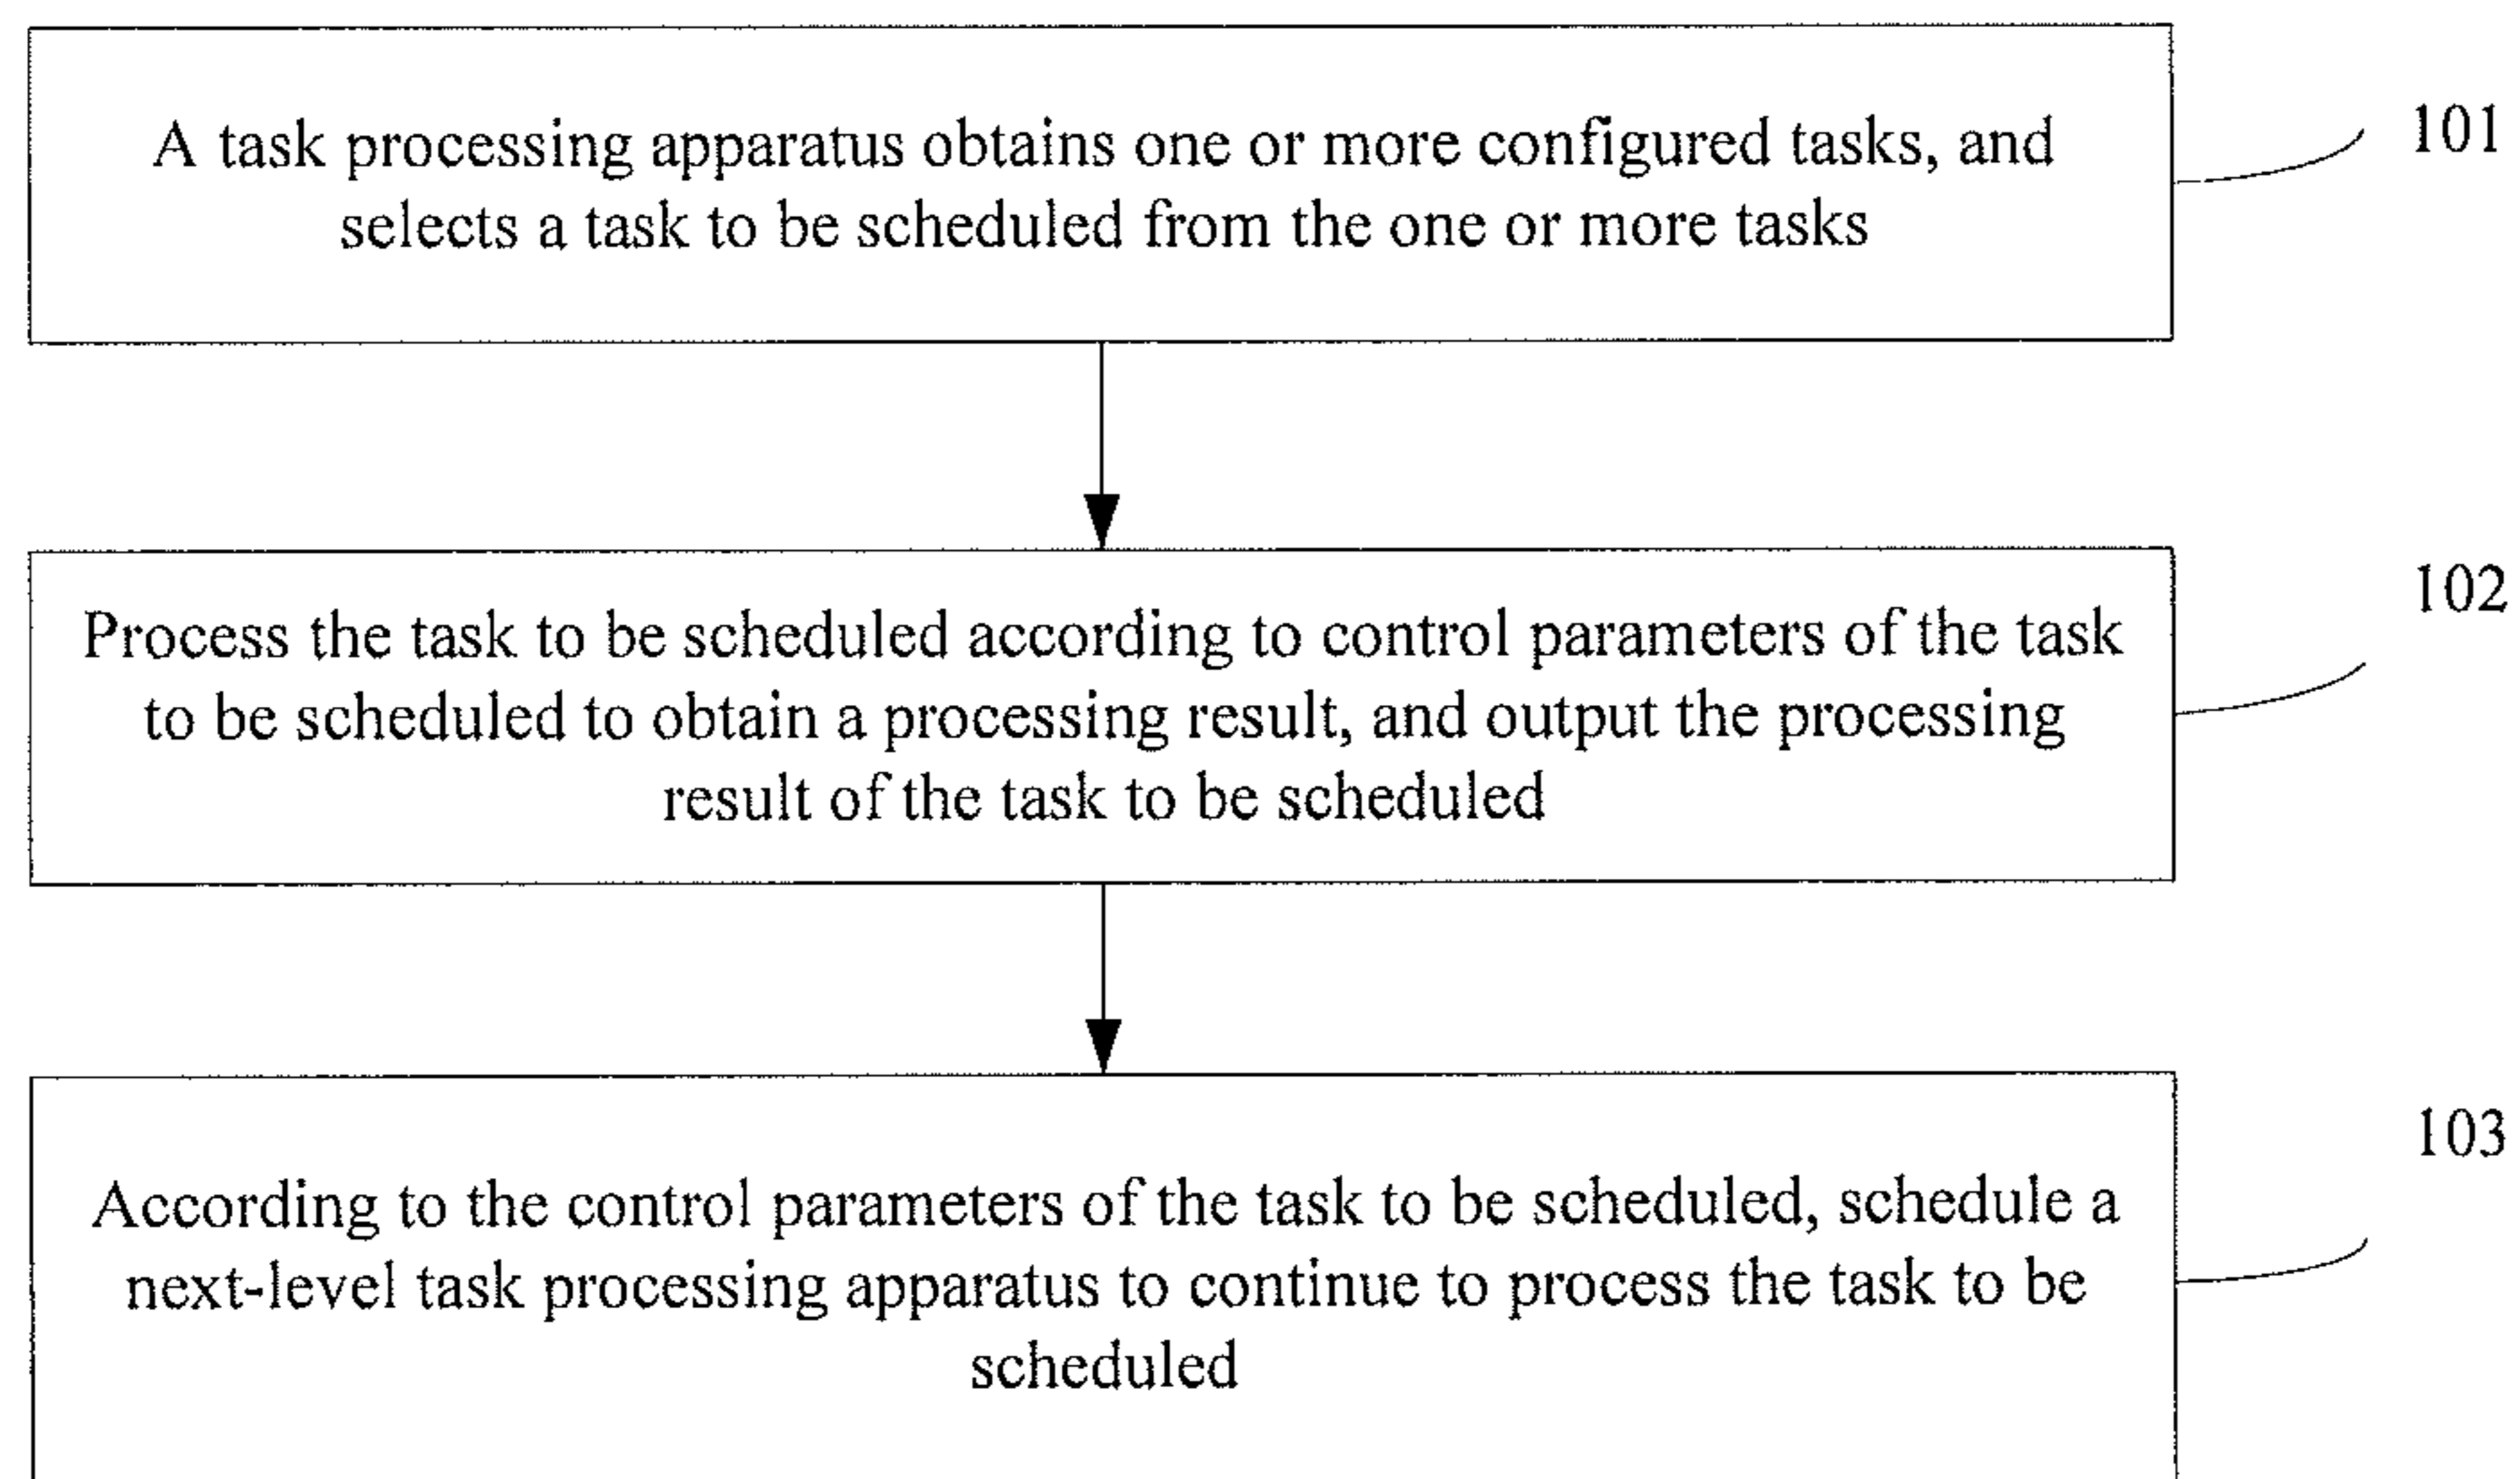 A task processing apparatus obtains one or more configured tasks, and
selects a task to be scheduled from the one or more tasks
101
Process the task to be scheduled according to control parameters of the task
to be scheduled to obtain a processing result, and output the processing
result of the task to be scheduled
102
According to the control parameters of the task to be scheduled, schedule a
next-level task processing apparatus to continue to process the task to be
scheduled
103